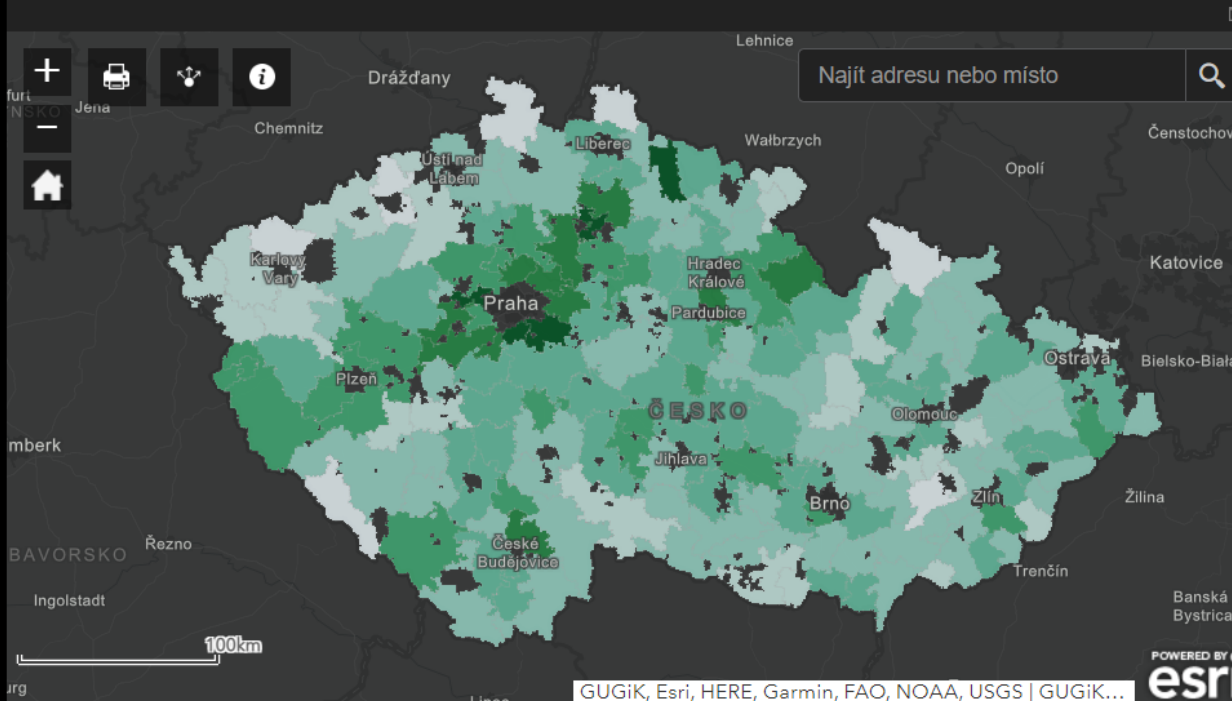 Lehnice
Drážďany
Najít adresu nebo místo
furt
Jena
Chemnitz
Liberec
Wałbrzych
Čenstochov
Ústí nad
Labem
Opolí
Karlovy
Vary
Hradec
Králové
Katovice
Praha
Pardubice
Ostrava
Bielsko-Biała
Plzeň
ČESKO
Olomouc
mberk
Jihlava
Brno
Zlín
Žilina
Řezno
České
Budějovice
BAVORSKO
Trenčín
Ingolstadt
Banská
Bystrica
100km
POWERED BY
esri
urg
GUGiK, Esri, HERE, Garmin, FAO, NOAA, USGS | GUGiK...